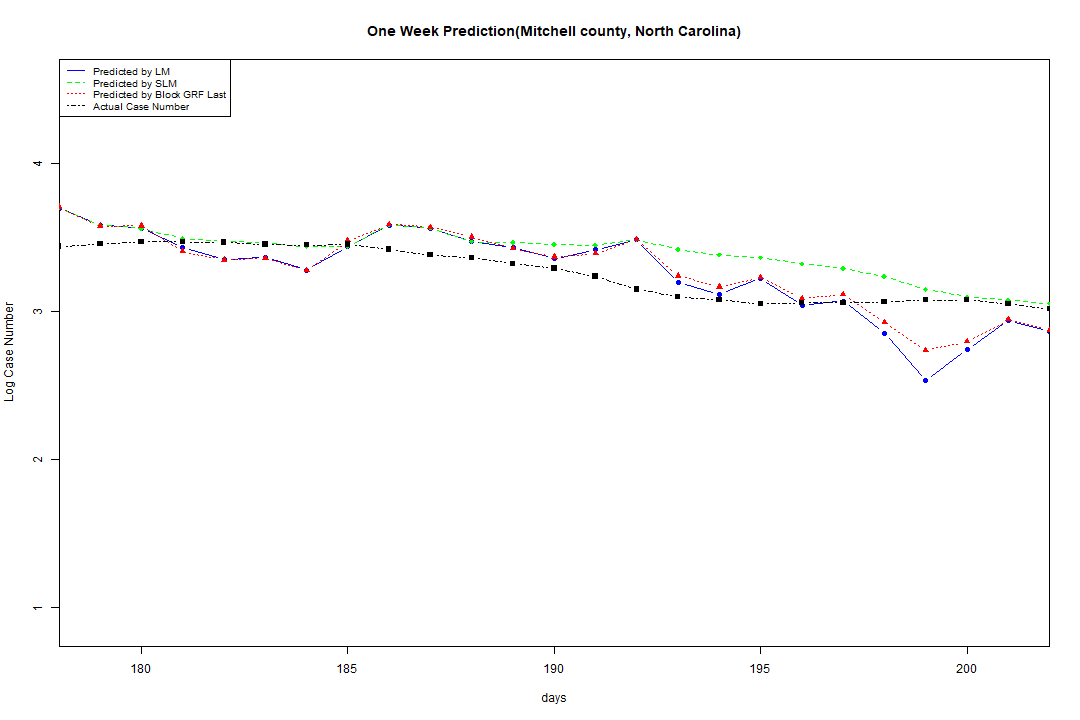 One Week Prediction(Mitchell county, North Carolina)
Predicted by LM
Predicted by SLM
Predicted by Block GRF Last
Actual Case Number
Log Case Number
4
3
2
1
180 185 190 195 200
days